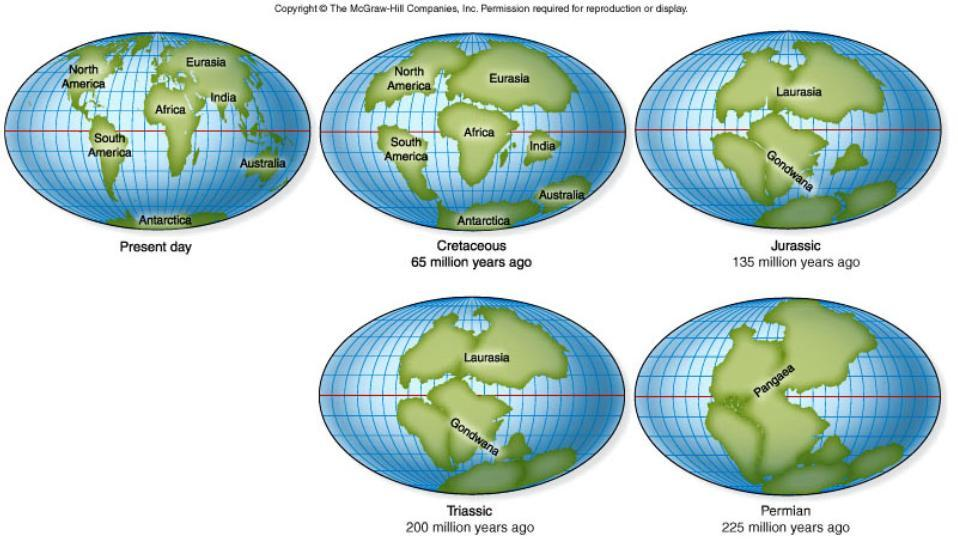 Copyright © The McGraw-Hill Companies, Inc. Permission required for reproduction or display.
North
America
Eurasia
Africa
India
South
America
Australia
Antarctica
Present day
North
America
Eurasia
South
America
Africa
India
Australia
Antarctica
Cretaceous
65 million years ago
Laurasia
Gondwana
Jurassic
135 million years ago
Laurasia
Gondwana
Triassic
200 million years ago
Pangaea
Permian
225 million years ago